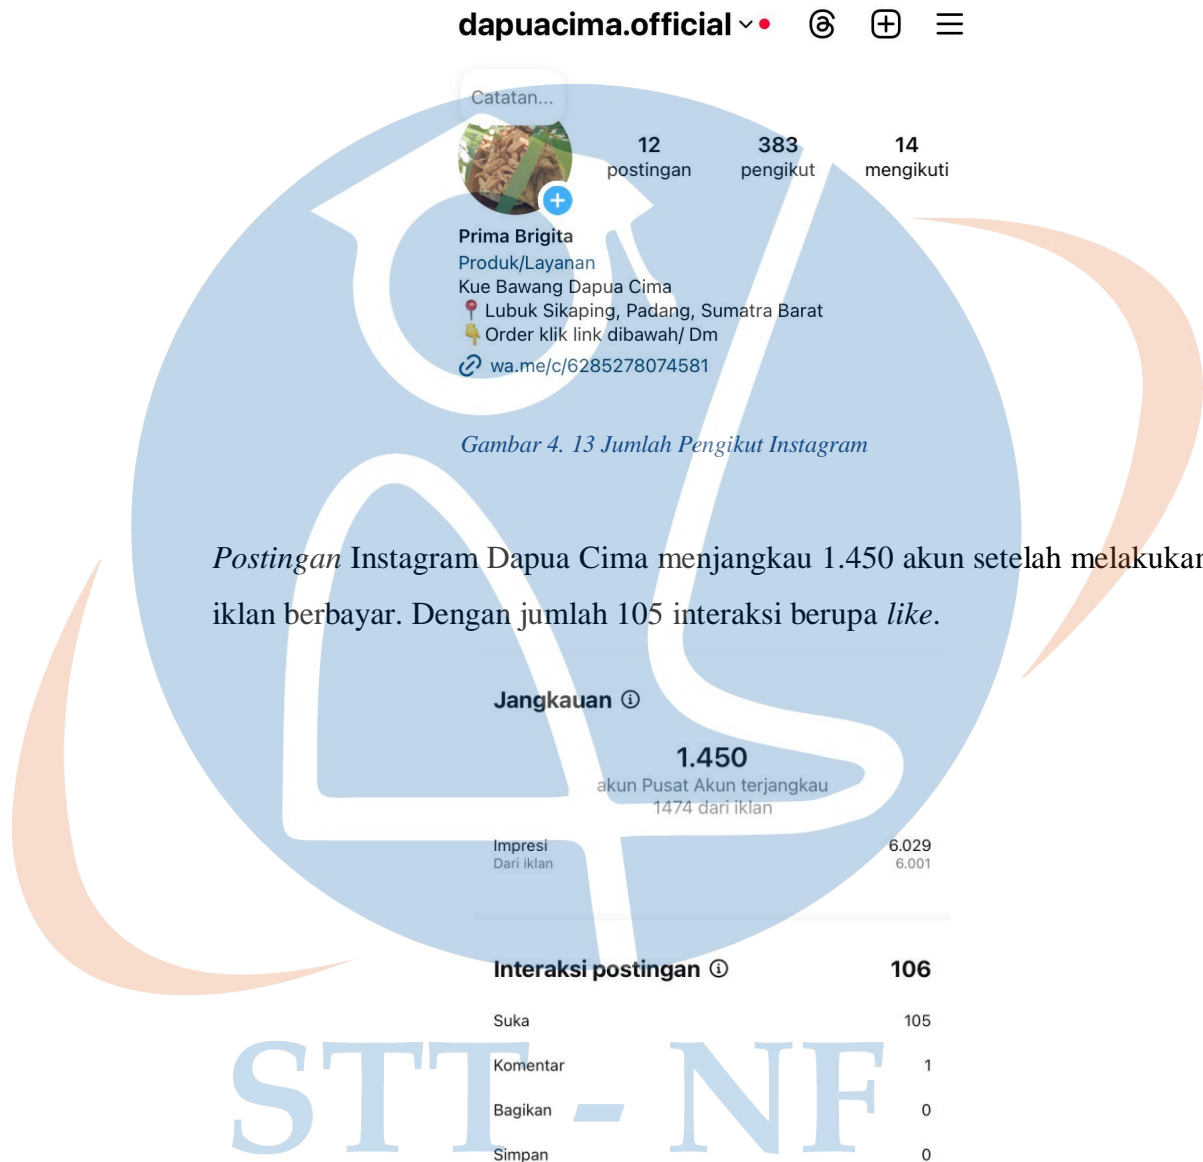 dapuacima.official
Catatan...
12 383 14
postingan pengikut mengikuti
Prima Brigita
Produk/Layanan
Kue Bawang Dapua Cima
📍 Lubuk Sikaping, Padang, Sumatra Barat
👇 Order klik link dibawah/ Dm
wa.me/c/6285278074581
Gambar 4. 13 Jumlah Pengikut Instagram
Postingan Instagram Dapua Cima menjangkau 1.450 akun setelah melakukan
iklan berbayar. Dengan jumlah 105 interaksi berupa like.
Jangkauan
1.450
akun Pusat Akun terjangkau
1474 dari iklan
Impresi 6.029
Dari iklan 6.001
Interaksi postingan 106
Suka 105
Komentar 1
Bagikan 0
Simpan 0
STT - NF